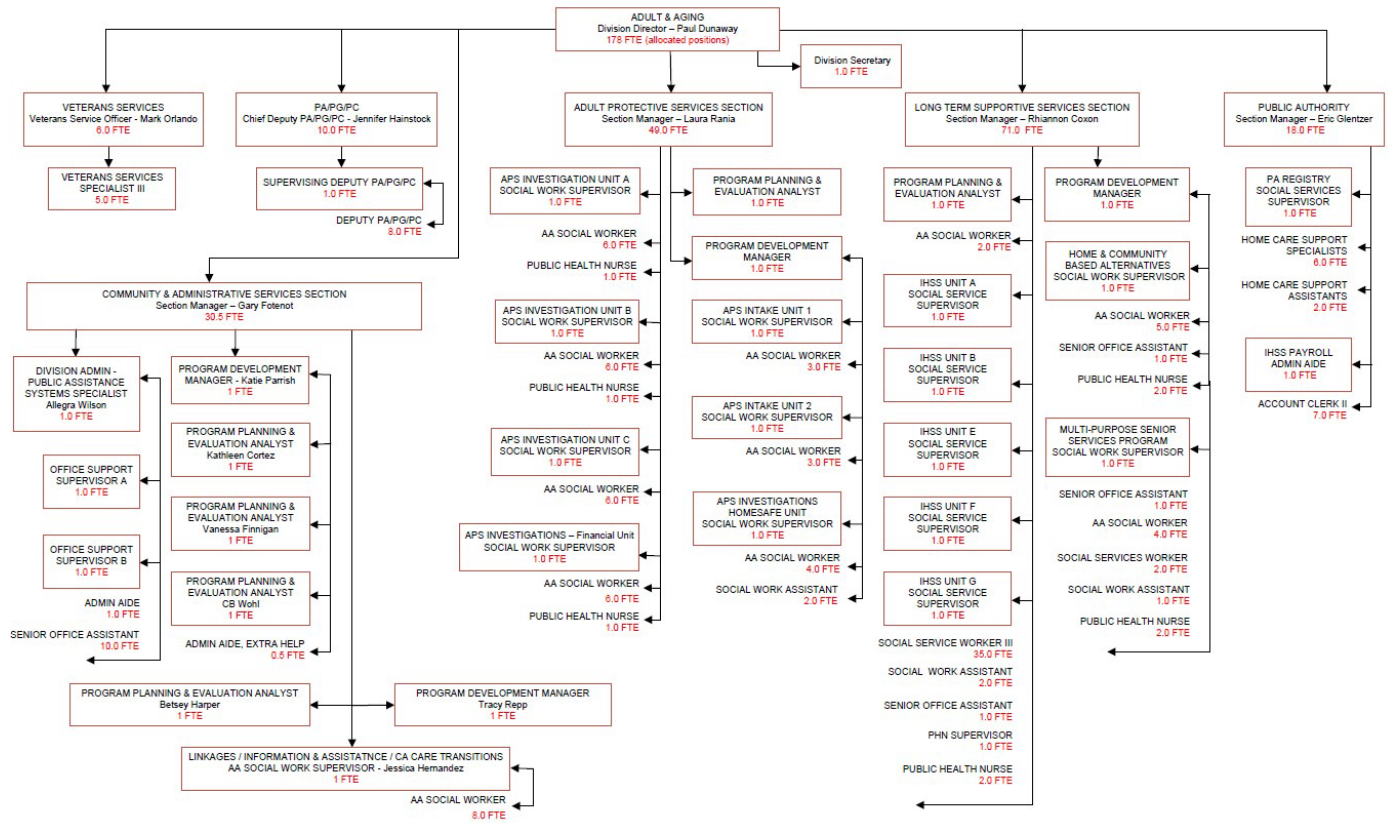 ADULT & AGING
Division Director – Paul Dunaway
178 FTE (allocated positions)
Division Secretary
1.0 FTE
VETERANS SERVICES
Veterans Service Officer - Mark Orlando
6.0 FTE
VETERANS SERVICES
SPECIALIST III
5.0 FTE
PA/PG/PC
Chief Deputy PA/PG/PC - Jennifer Hainstock
10.0 FTE
SUPERVISING DEPUTY PA/PG/PC
1.0 FTE
DEPUTY PA/PG/PC
8.0 FTE
COMMUNITY & ADMINISTRATIVE SERVICES SECTION
Section Manager – Gary Fotenot
30.5 FTE
DIVISION ADMIN -
PUBLIC ASSISTANCE
SYSTEMS SPECIALIST
Allegra Wilson
1.0 FTE
OFFICE SUPPORT
SUPERVISOR A
1.0 FTE
OFFICE SUPPORT
SUPERVISOR B
1.0 FTE
ADMIN AIDE
1.0 FTE
SENIOR OFFICE ASSISTANT
10.0 FTE
PROGRAM DEVELOPMENT
MANAGER - Katie Parrish
1 FTE
PROGRAM PLANNING &
EVALUATION ANALYST
Kathleen Cortez
1 FTE
PROGRAM PLANNING &
EVALUATION ANALYST
Vanessa Finnigan
1 FTE
PROGRAM PLANNING &
EVALUATION ANALYST
CB Wohl
1 FTE
ADMIN AIDE, EXTRA HELP
0.5 FTE
PROGRAM PLANNING & EVALUATION ANALYST
Betsey Harper
1 FTE
PROGRAM DEVELOPMENT MANAGER
Tracy Repp
1 FTE
LINKAGES / INFORMATION & ASSISTATNCE / CA CARE TRANSITIONS
AA SOCIAL WORK SUPERVISOR - Jessica Hernandez
1 FTE
AA SOCIAL WORKER
8.0 FTE
ADULT PROTECTIVE SERVICES SECTION
Section Manager – Laura Rania
49.0 FTE
APS INVESTIGATION UNIT A
SOCIAL WORK SUPERVISOR
1.0 FTE
AA SOCIAL WORKER
6.0 FTE
PUBLIC HEALTH NURSE
1.0 FTE
APS INVESTIGATION UNIT B
SOCIAL WORK SUPERVISOR
1.0 FTE
AA SOCIAL WORKER
6.0 FTE
PUBLIC HEALTH NURSE
1.0 FTE
APS INVESTIGATION UNIT C
SOCIAL WORK SUPERVISOR
1.0 FTE
AA SOCIAL WORKER
6.0 FTE
APS INVESTIGATIONS – Financial Unit
SOCIAL WORK SUPERVISOR
1.0 FTE
AA SOCIAL WORKER
6.0 FTE
PUBLIC HEALTH NURSE
1.0 FTE
PROGRAM PLANNING &
EVALUATION ANALYST
1.0 FTE
PROGRAM DEVELOPMENT
MANAGER
1.0 FTE
APS INTAKE UNIT 1
SOCIAL WORK SUPERVISOR
1.0 FTE
AA SOCIAL WORKER
3.0 FTE
APS INTAKE UNIT 2
SOCIAL WORK SUPERVISOR
1.0 FTE
AA SOCIAL WORKER
3.0 FTE
APS INVESTIGATIONS
HOMESAFE UNIT
SOCIAL WORK SUPERVISOR
1.0 FTE
AA SOCIAL WORKER
4.0 FTE
SOCIAL WORK ASSISTANT
2.0 FTE
LONG TERM SUPPORTIVE SERVICES SECTION
Section Manager – Rhiannon Coxon
71.0 FTE
PROGRAM PLANNING &
EVALUATION ANALYST
1.0 FTE
AA SOCIAL WORKER
2.0 FTE
IHSS UNIT A
SOCIAL SERVICE
SUPERVISOR
1.0 FTE
IHSS UNIT B
SOCIAL SERVICE
SUPERVISOR
1.0 FTE
IHSS UNIT E
SOCIAL SERVICE
SUPERVISOR
1.0 FTE
IHSS UNIT F
SOCIAL SERVICE
SUPERVISOR
1.0 FTE
IHSS UNIT G
SOCIAL SERVICE
SUPERVISOR
1.0 FTE
SOCIAL SERVICE WORKER III
35.0 FTE
SOCIAL WORK ASSISTANT
2.0 FTE
SENIOR OFFICE ASSISTANT
1.0 FTE
PHN SUPERVISOR
1.0 FTE
PUBLIC HEALTH NURSE
2.0 FTE
PROGRAM DEVELOPMENT
MANAGER
1.0 FTE
HOME & COMMUNITY
BASED ALTERNATIVES
SOCIAL WORK SUPERVISOR
1.0 FTE
AA SOCIAL WORKER
5.0 FTE
SENIOR OFFICE ASSISTANT
1.0 FTE
PUBLIC HEALTH NURSE
2.0 FTE
MULTI-PURPOSE SENIOR
SERVICES PROGRAM
SOCIAL WORK SUPERVISOR
1.0 FTE
SENIOR OFFICE ASSISTANT
1.0 FTE
AA SOCIAL WORKER
4.0 FTE
SOCIAL SERVICES WORKER
2.0 FTE
SOCIAL WORK ASSISTANT
1.0 FTE
PUBLIC HEALTH NURSE
2.0 FTE
PUBLIC AUTHORITY
Section Manager – Eric Glentzer
18.0 FTE
PA REGISTRY
SOCIAL SERVICES
SUPERVISOR
1.0 FTE
HOME CARE SUPPORT
SPECIALISTS
6.0 FTE
HOME CARE SUPPORT
ASSISTANTS
2.0 FTE
IHSS PAYROLL
ADMIN AIDE
1.0 FTE
ACCOUNT CLERK II
7.0 FTE